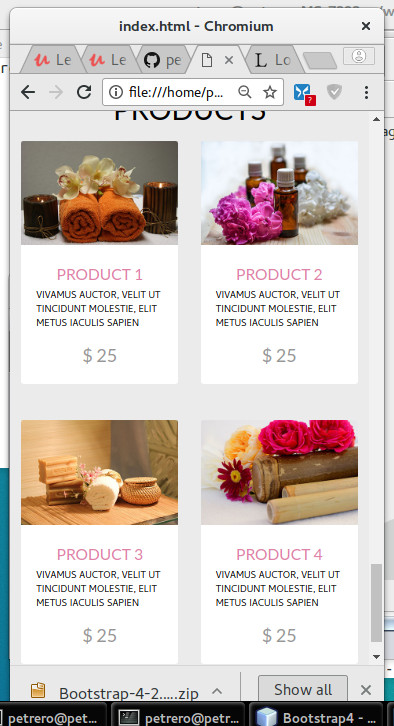 index.html - Chromium
Le
Le
pe
Lo
file:///home/p...
PRODUCTS
PRODUCT 1
VIVAMUS AUCTOR, VELIT UT
TINCIDUNT MOLESTIE, ELIT
METUS IACULIS SAPIEN
$ 25
PRODUCT 2
VIVAMUS AUCTOR, VELIT UT
TINCIDUNT MOLESTIE, ELIT
METUS IACULIS SAPIEN
$ 25
PRODUCT 3
VIVAMUS AUCTOR, VELIT UT
TINCIDUNT MOLESTIE, ELIT
METUS IACULIS SAPIEN
$ 25
PRODUCT 4
VIVAMUS AUCTOR, VELIT UT
TINCIDUNT MOLESTIE, ELIT
METUS IACULIS SAPIEN
$ 25
Bootstrap-4-2.....zip
Show all
petrero@pet...
petrero@petr...
Bootstrap4 - ...